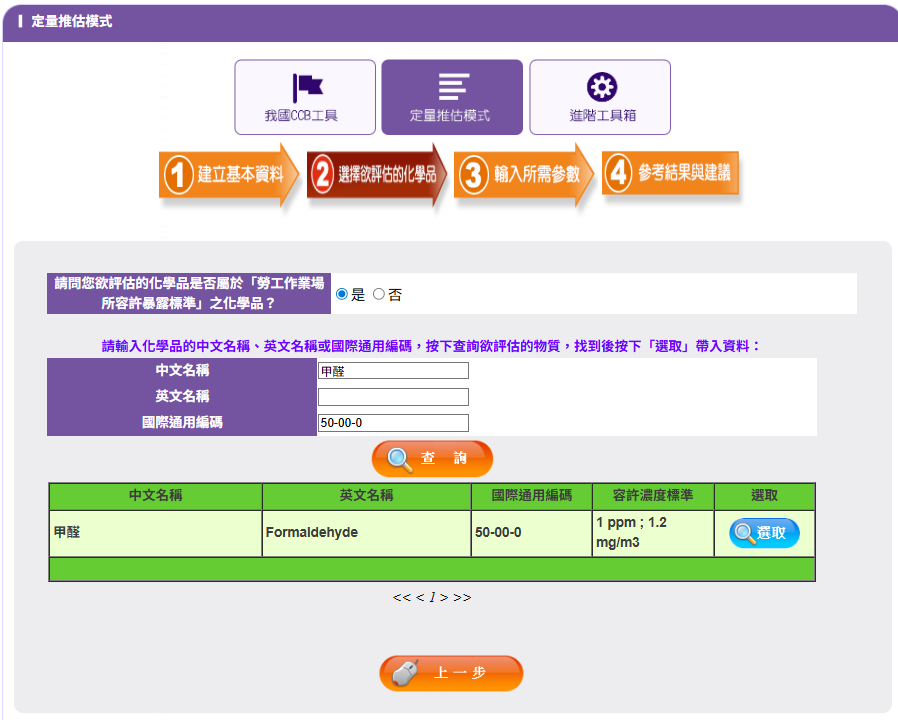 定量推估模式
我國CCB工具
定量推估模式
進階工具箱
1 建立基本資料
2 選擇欲評估的化學品
3 輸入所需參數
4 參考結果與建議
請問您欲評估的化學品是否屬於「勞工作業場
所容許暴露標準」之化學品？
是 否
請輸入化學品的中文名稱、英文名稱或國際通用編碼，按下查詢欲評估的物質，找到後按下「選取」帶入資料：
中文名稱 甲醛
英文名稱
國際通用編碼 50-00-0
查 詢
中文名稱 英文名稱 國際通用編碼 容許濃度標準 選取
甲醛 Formaldehyde 50-00-0 1 ppm ; 1.2 選取
mg/m3
<< < 1 > >>
上一步